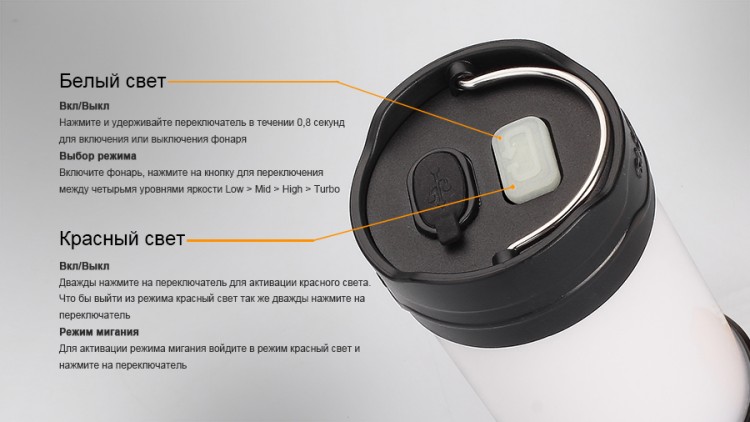 Белый свет
Вкл/Выкл
Нажмите и удерживайте переключатель в течении 0,8 секунд
для включения или выключения фонаря
Выбор режима
Включите фонарь, нажмите на кнопку для переключения
между четырьмя уровнями яркости Low > Mid > High > Turbo
Красный свет
Вкл/Выкл
Дважды нажмите на переключатель для активации красного света.
Что бы выйти из режима красный свет так же дважды нажмите на
переключатель
Режим мигания
Для активации режима мигания войдите в режим красный свет и
нажмите на переключатель